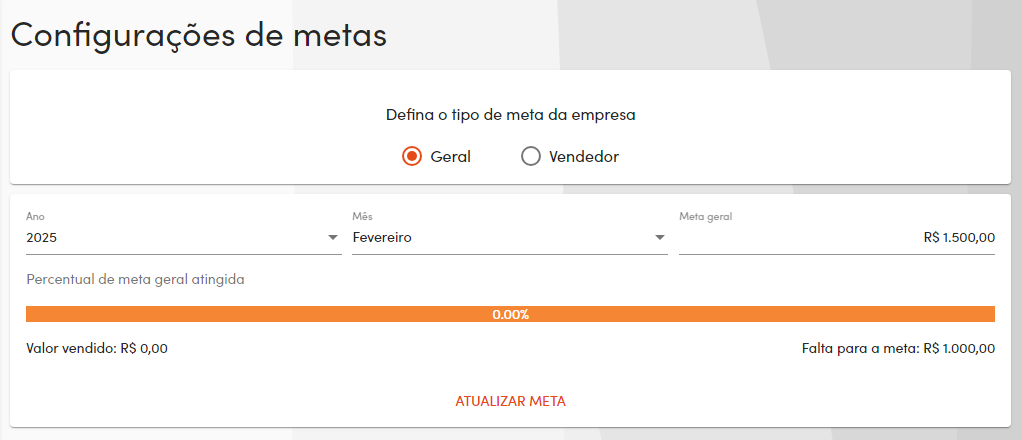 Configurações de metas
Defina o tipo de meta da empresa
Geral Vendedor
Ano Mês Meta geral
2025 Fevereiro R$ 1.500,00
Percentual de meta geral atingida
0.00%
Valor vendido: R$ 0,00 Falta para a meta: R$ 1.000,00
ATUALIZAR META